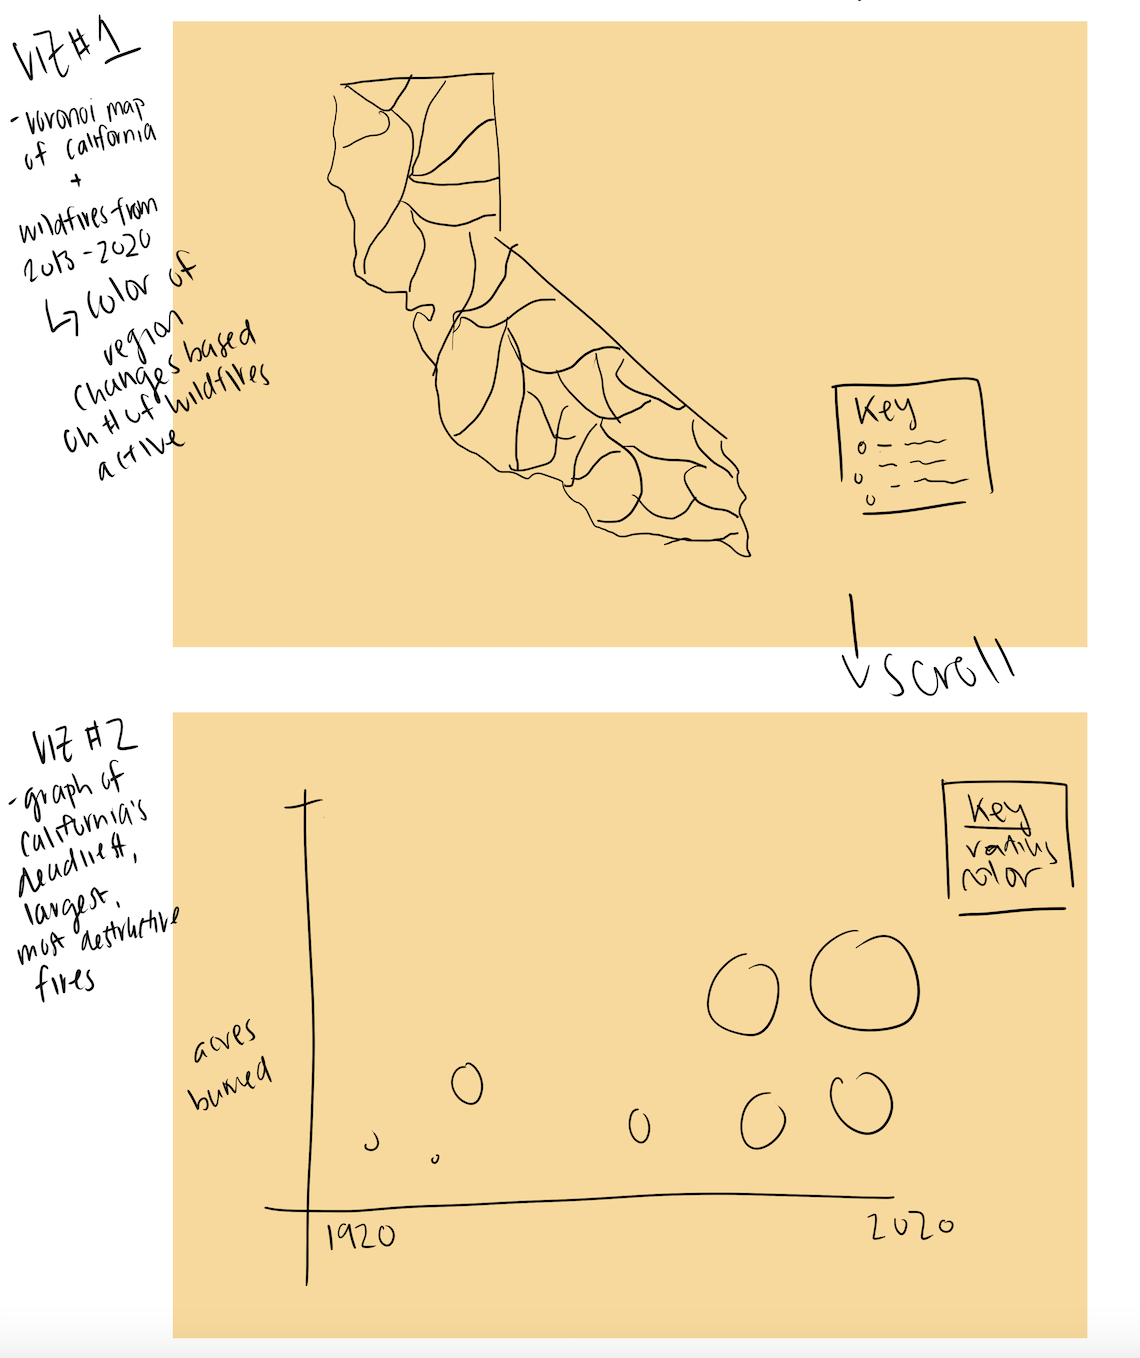 VIZ #1
- Voronoi map
of California
+
wildfires from
2013-2020
↳ color of
region
changes based
on # of wildfires
active
Key
↓ scroll
VIZ #2
- graph of
California's
deadliest,
largest,
most destructive
fires
Key
radius
color
acres
burned
1920
2020